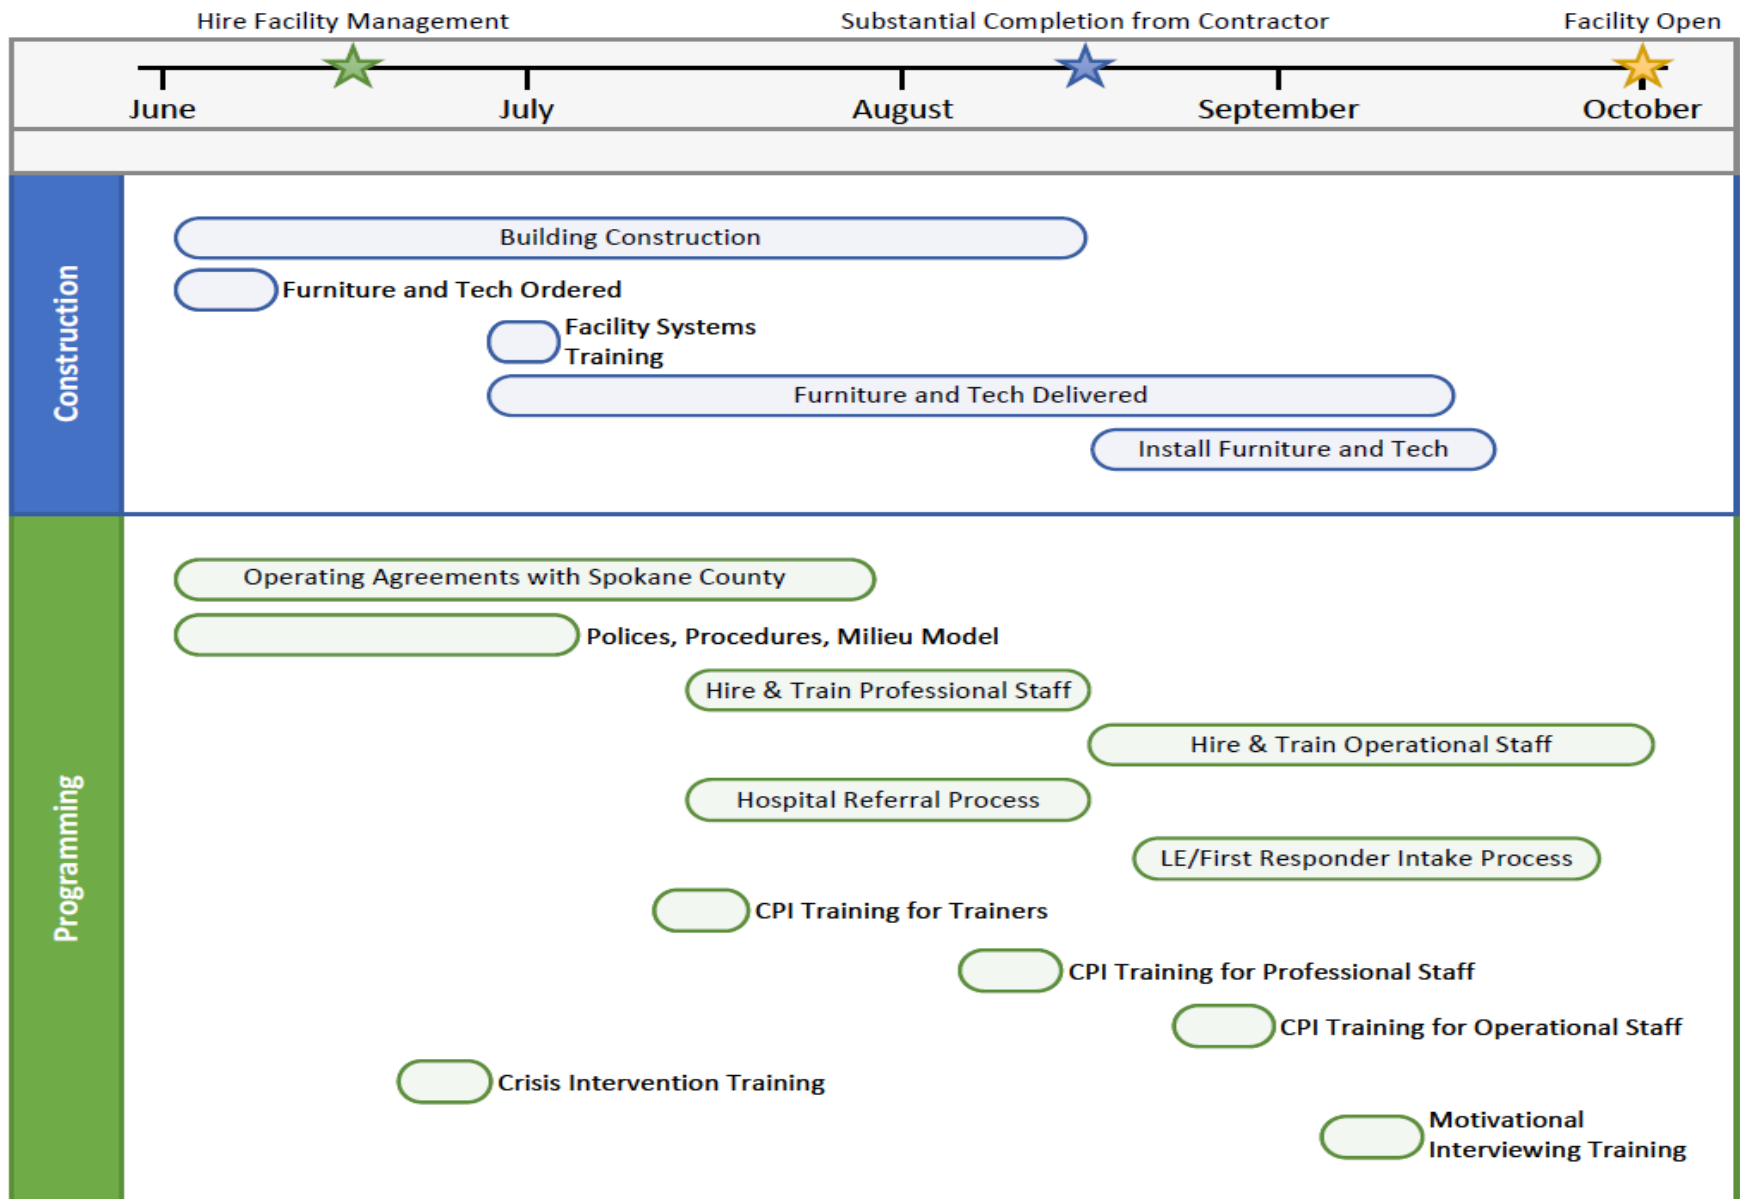 Hire Facility Management
Substantial Completion from Contractor
Facility Open
June
July
August
September
October
Construction
Building Construction
Furniture and Tech Ordered
Facility Systems
Training
Furniture and Tech Delivered
Install Furniture and Tech
Programming
Operating Agreements with Spokane County
Polices, Procedures, Milieu Model
Hire & Train Professional Staff
Hire & Train Operational Staff
Hospital Referral Process
LE/First Responder Intake Process
CPI Training for Trainers
CPI Training for Professional Staff
CPI Training for Operational Staff
Crisis Intervention Training
Motivational
Interviewing Training